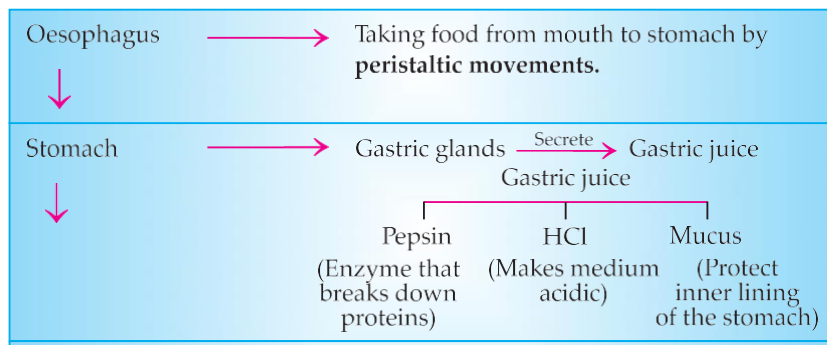 Oesophagus
Taking food from mouth to stomach by
peristaltic movements.
Stomach
Gastric glands Secrete Gastric juice
Gastric juice
Pepsin HCl Mucus
(Enzyme that (Makes medium (Protect
breaks down acidic) inner lining
proteins) of the stomach)